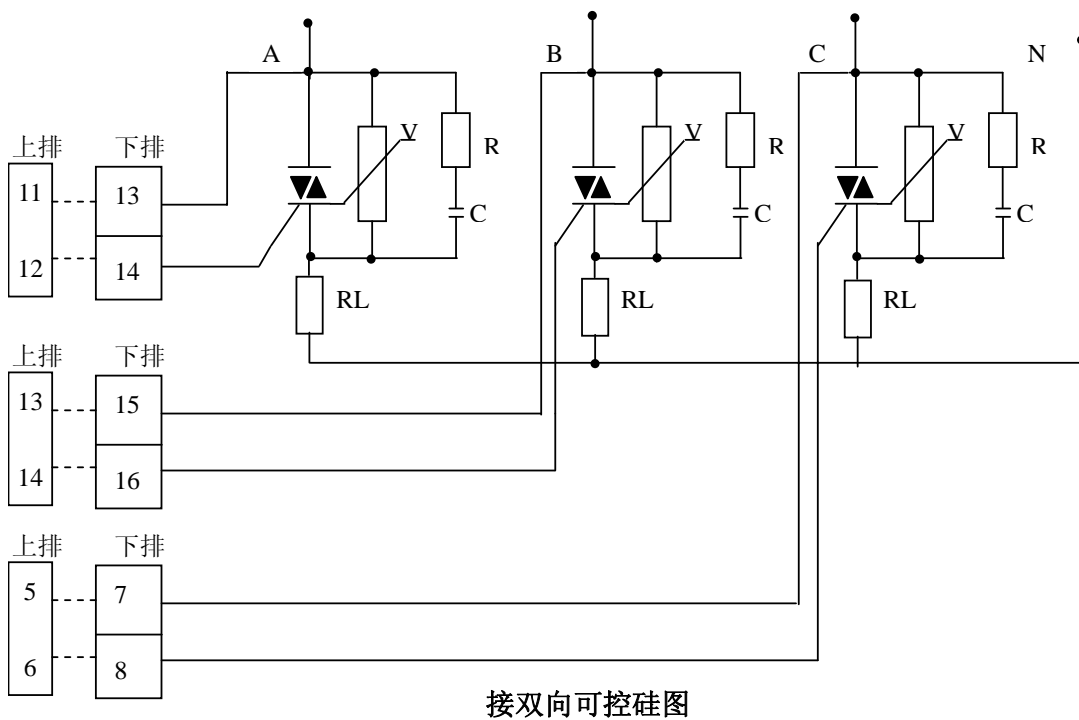 A B C N
V R V R V R
C C C
上排 下排
11 13
12 14
RL RL RL
上排 下排
13 15
14 16
上排 下排
5 7
6 8
接双向可控硅图